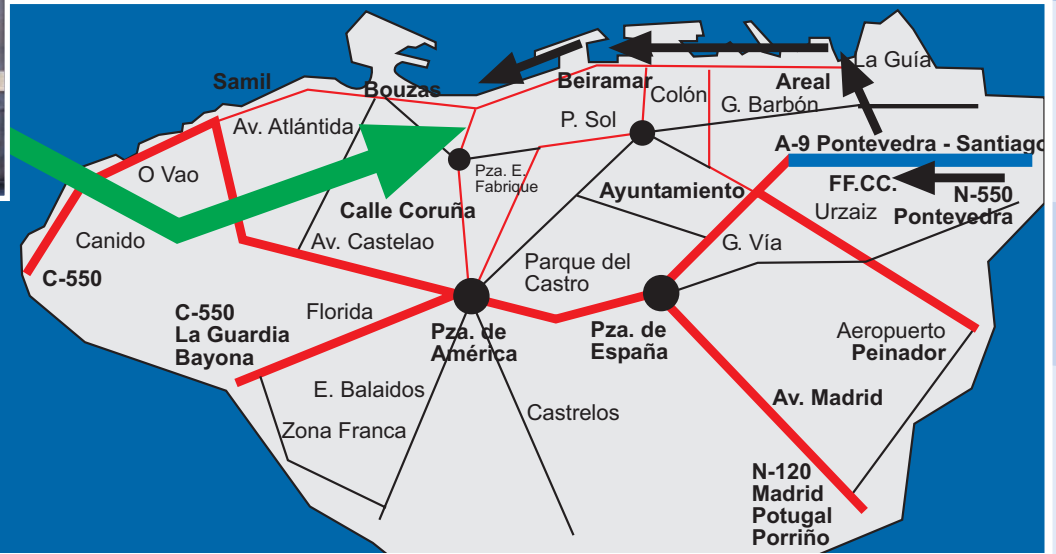 La Guía
Samil
Bouzas
Beiramar
Areal
Colón
G. Barbón
Av. Atlántida
P. Sol
A-9 Pontevedra - Santiago
O Vao
Pza. E.
Fabrique
Ayuntamiento
FF.CC.
N-550
Pontevedra
Calle Coruña
Urzaiz
Canido
Av. Castelao
G. Vía
C-550
Parque del
Castro
C-550
La Guardia
Bayona
Florida
Pza. de
América
Pza. de
España
Aeropuerto
Peinador
E. Balaidos
Av. Madrid
Castrelos
Zona Franca
N-120
Madrid
Potugal
Porriño